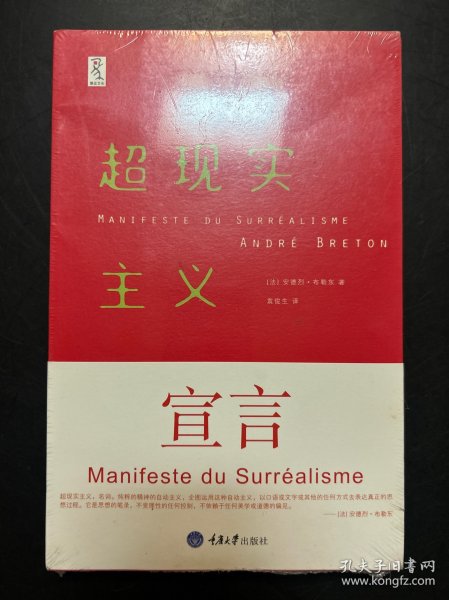 超现实
MANIFESTE DU SURRÉALISME
ANDRÉ BRETON
主义
[法] 安德烈·布勒东 著
袁俊生 译
宣言
Manifeste du Surréalisme
超现实主义，名词。纯粹的精神的自动主义，企图运用这种自动主义，以口语或文字或其他的任何方式去表达真正的思
想过程。它是思想的笔录，不受理性的任何控制，不依赖于任何美学或道德的偏见。
——[法] 安德烈·布勒东
重庆大学出版社
孔夫子旧书网
www.kongfz.com